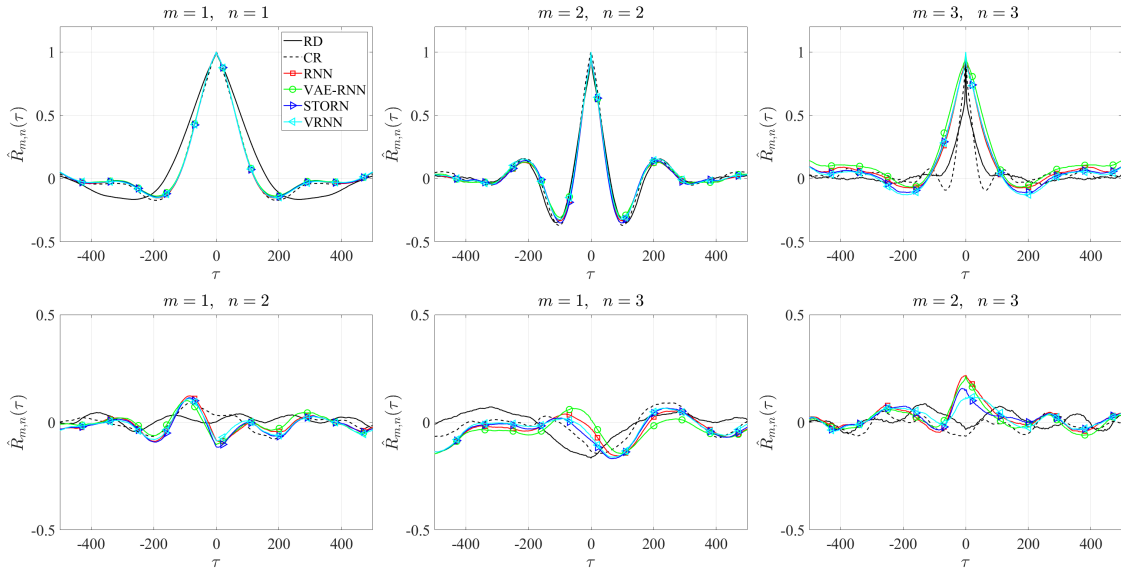 m = 1, n = 1
1
0.5
0
-0.5
R̂m,n(τ)
-400 -200 0 200 400
τ
RD
CR
RNN
VAE-RNN
STORN
VRNN
m = 2, n = 2
1
0.5
0
-0.5
R̂m,n(τ)
-400 -200 0 200 400
τ
m = 3, n = 3
1
0.5
0
-0.5
R̂m,n(τ)
-400 -200 0 200 400
τ
m = 1, n = 2
0.5
0
-0.5
R̂m,n(τ)
-400 -200 0 200 400
τ
m = 1, n = 3
0.5
0
-0.5
R̂m,n(τ)
-400 -200 0 200 400
τ
m = 2, n = 3
0.5
0
-0.5
R̂m,n(τ)
-400 -200 0 200 400
τ